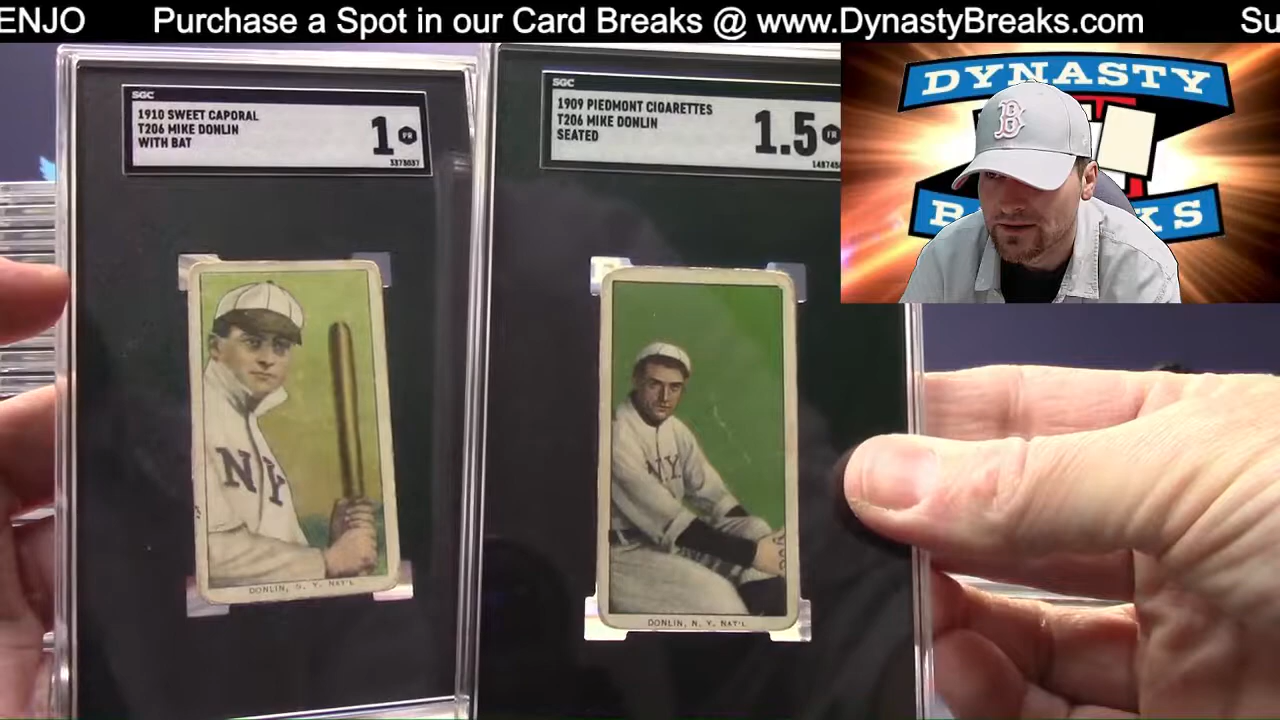 ENJO Purchase a Spot in our Card Breaks @ www.DynastyBreaks.com Su
SGC
1910 SWEET CAPORAL
T206 MIKE DONLIN
WITH BAT
1
FR
3373037
NY
DONLIN, N. Y. NAT'L
SGC
1909 PIEDMONT CIGARETTES
T206 MIKE DONLIN
SEATED
1.5
FR
N.Y.
DONLIN, N. Y. NAT'L
DYNASTY
B
B KS